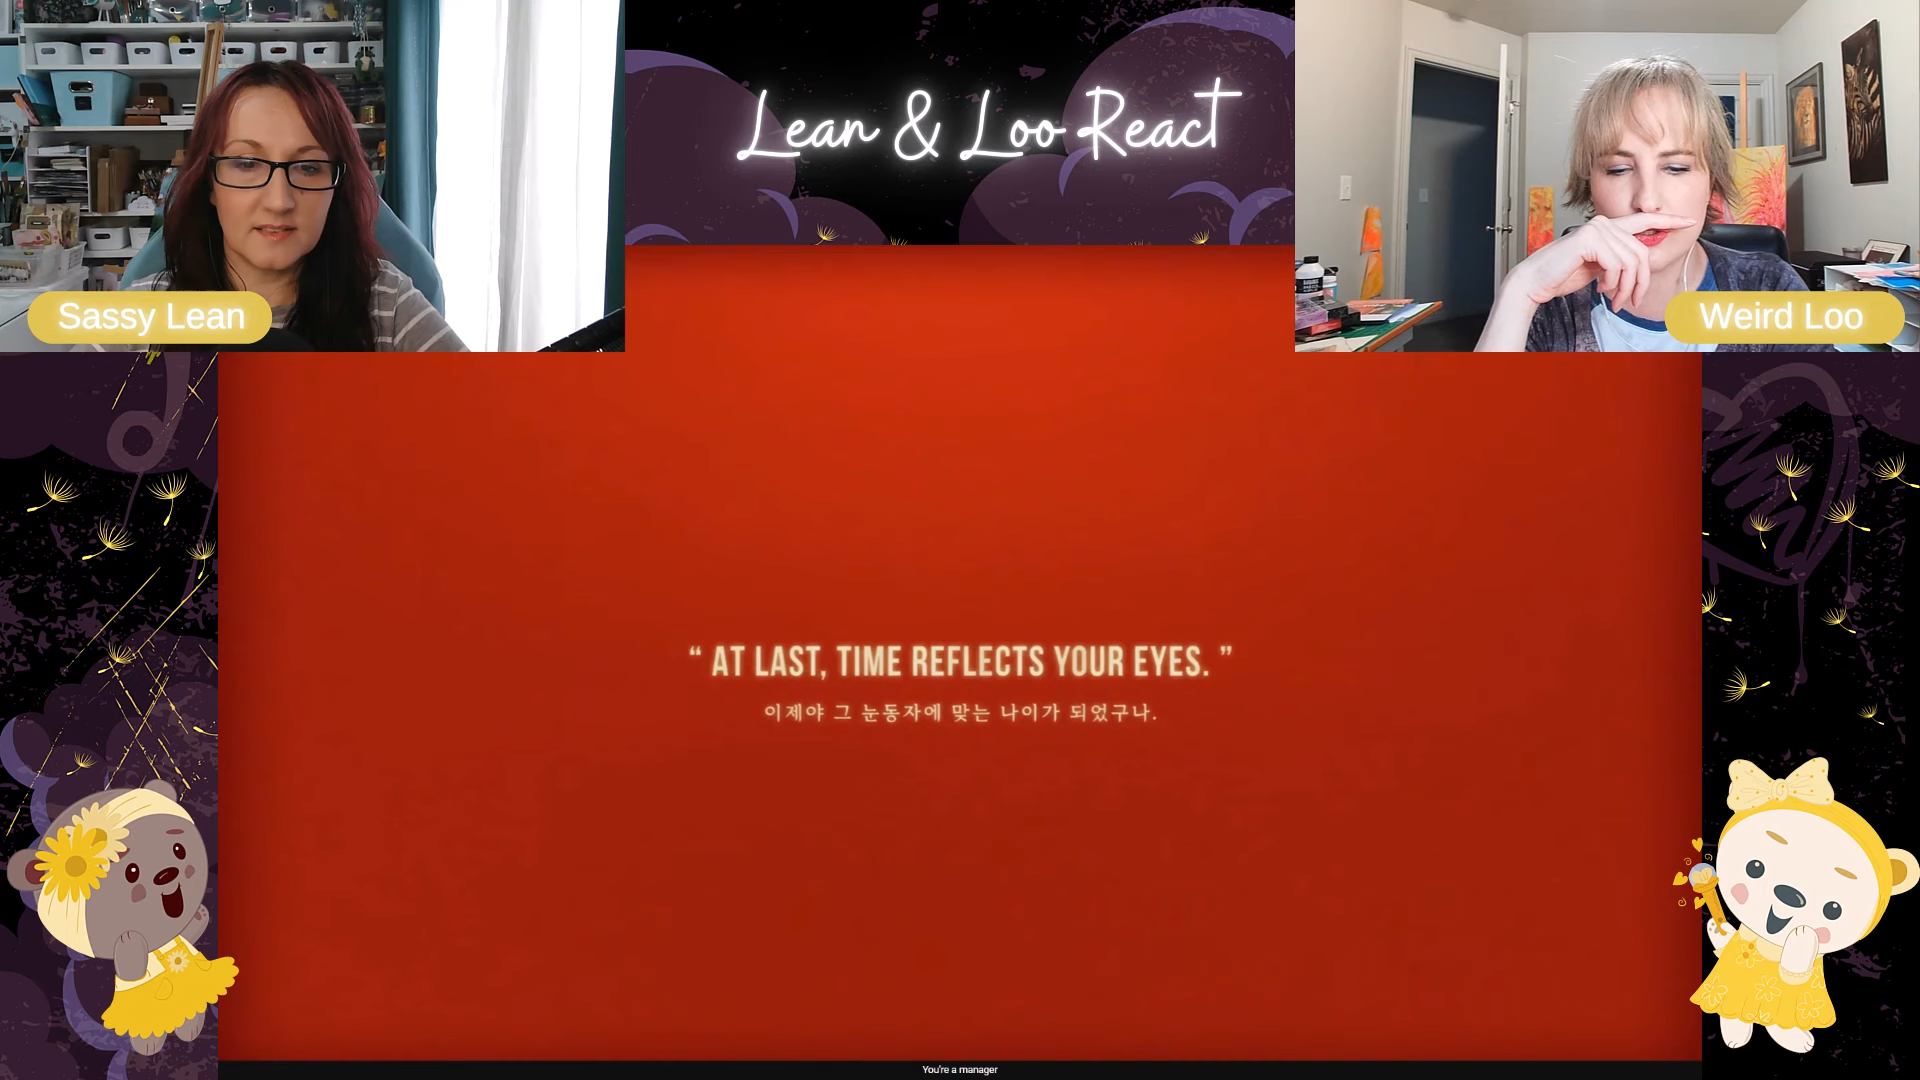 Lean & Loo React
Sassy Lean
Weird Loo
“ AT LAST, TIME REFLECTS YOUR EYES. ”
이제야 그 눈동자에 맞는 나이가 되었구나.
You're a manager